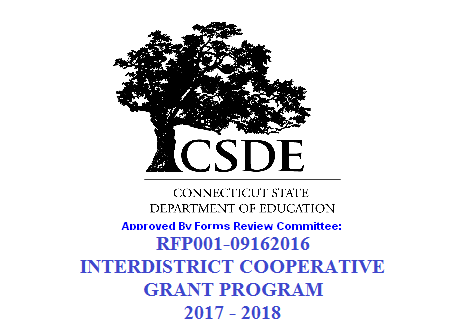 CSDE
CONNECTICUT STATE
DEPARTMENT OF EDUCATION
Approved By Forms Review Committee:
RFP001-09162016
INTERDISTRICT COOPERATIVE
GRANT PROGRAM
2017 - 2018